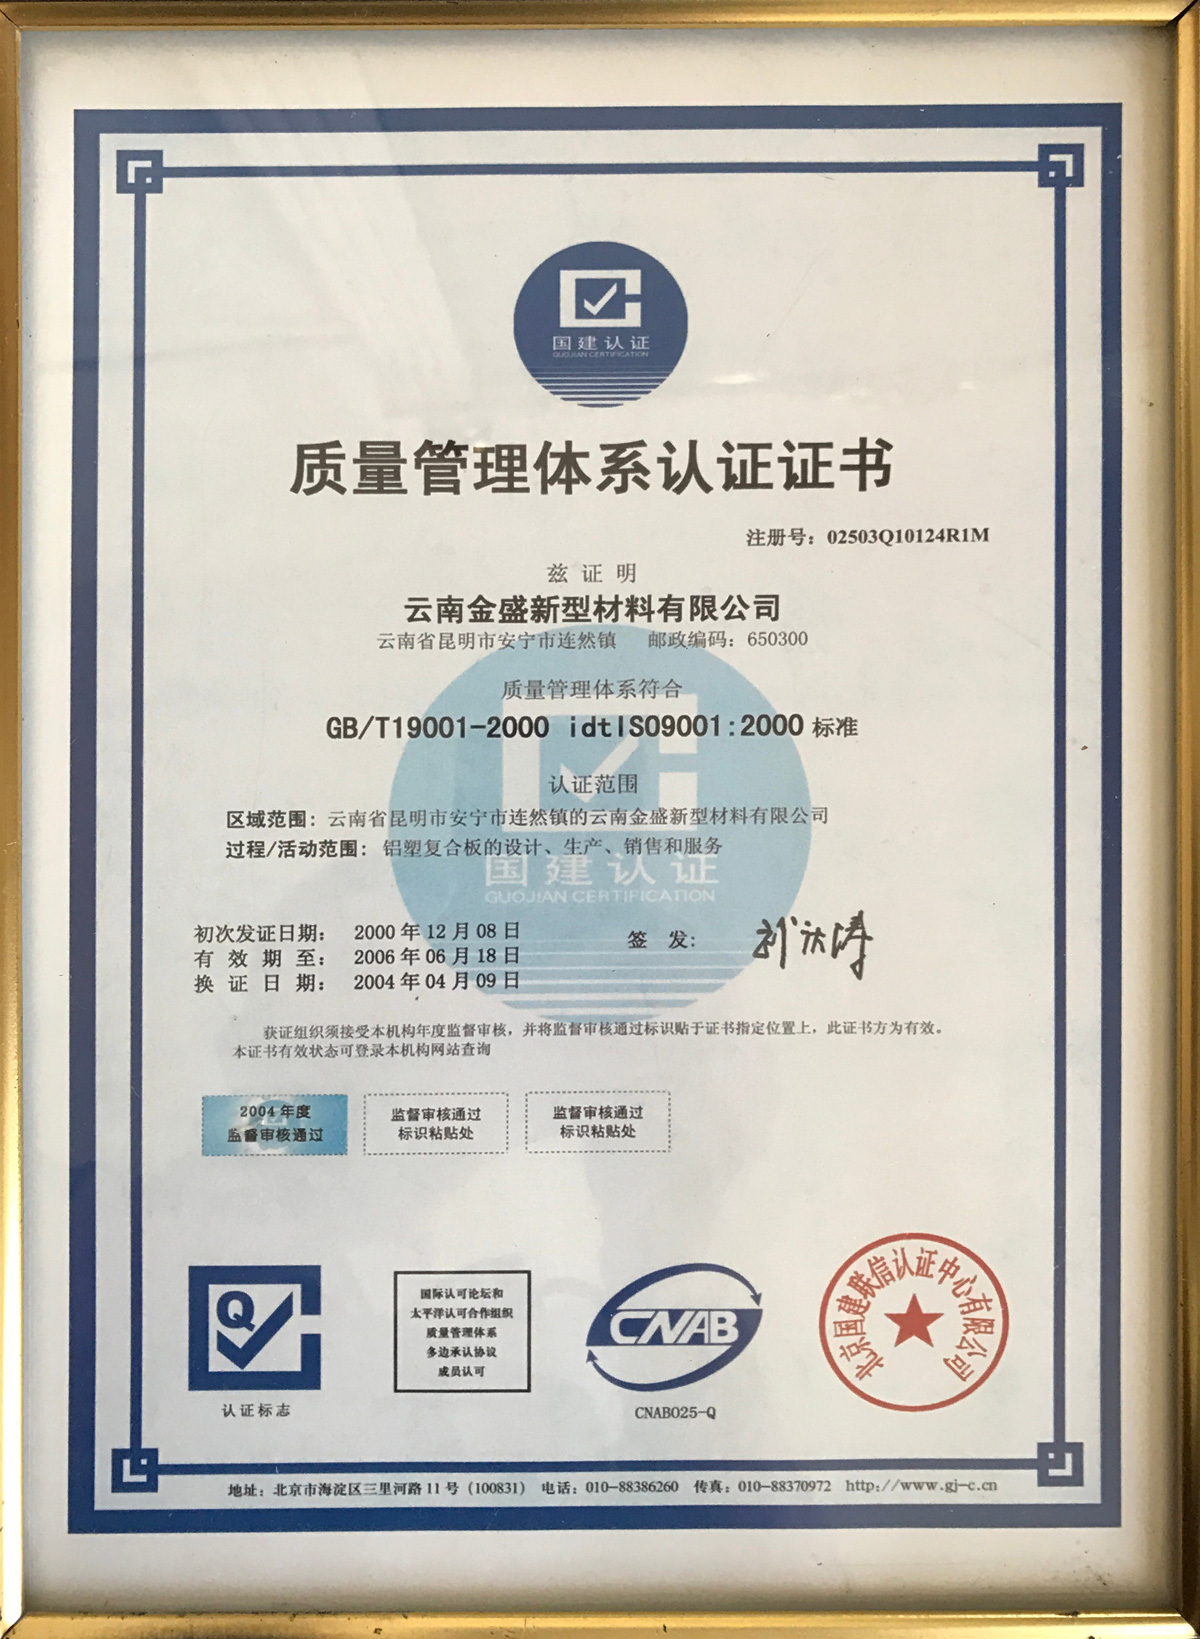 国建认证
GUOJIAN CERTIFICATION
质量管理体系认证证书
注册号：02503Q10124R1M
兹 证 明
云南金盛新型材料有限公司
云南省昆明市安宁市连然镇 邮政编码：650300
质量管理体系符合
GB/T19001-2000 idtISO9001:2000 标准
认证范围
区域范围：云南省昆明市安宁市连然镇的云南金盛新型材料有限公司
过程/活动范围：铝塑复合板的设计、生产、销售和服务
国建认证
GUOJIAN CERTIFICATION
初次发证日期： 2000 年 12 月 08 日
有 效 期 至： 2006 年 06 月 18 日
换 证 日 期： 2004 年 04 月 09 日
签 发：
获证组织须接受本机构年度监督审核，并将监督审核通过标识贴于证书指定位置上，此证书方为有效。
本证书有效状态可登录本机构网站查询
2004 年度
监督审核通过
监督审核通过
标识粘贴处
监督审核通过
标识粘贴处
Q
认证标志
国际认可论坛和
太平洋认可合作组织
质量管理体系
多边承认协议
成员认可
CNAB
CNAB025-Q
北京国建联信认证中心有限公司
地址：北京市海淀区三里河路 11 号（100831） 电话：010-88386260 传真：010-88370972 http://www.gj-c.cn